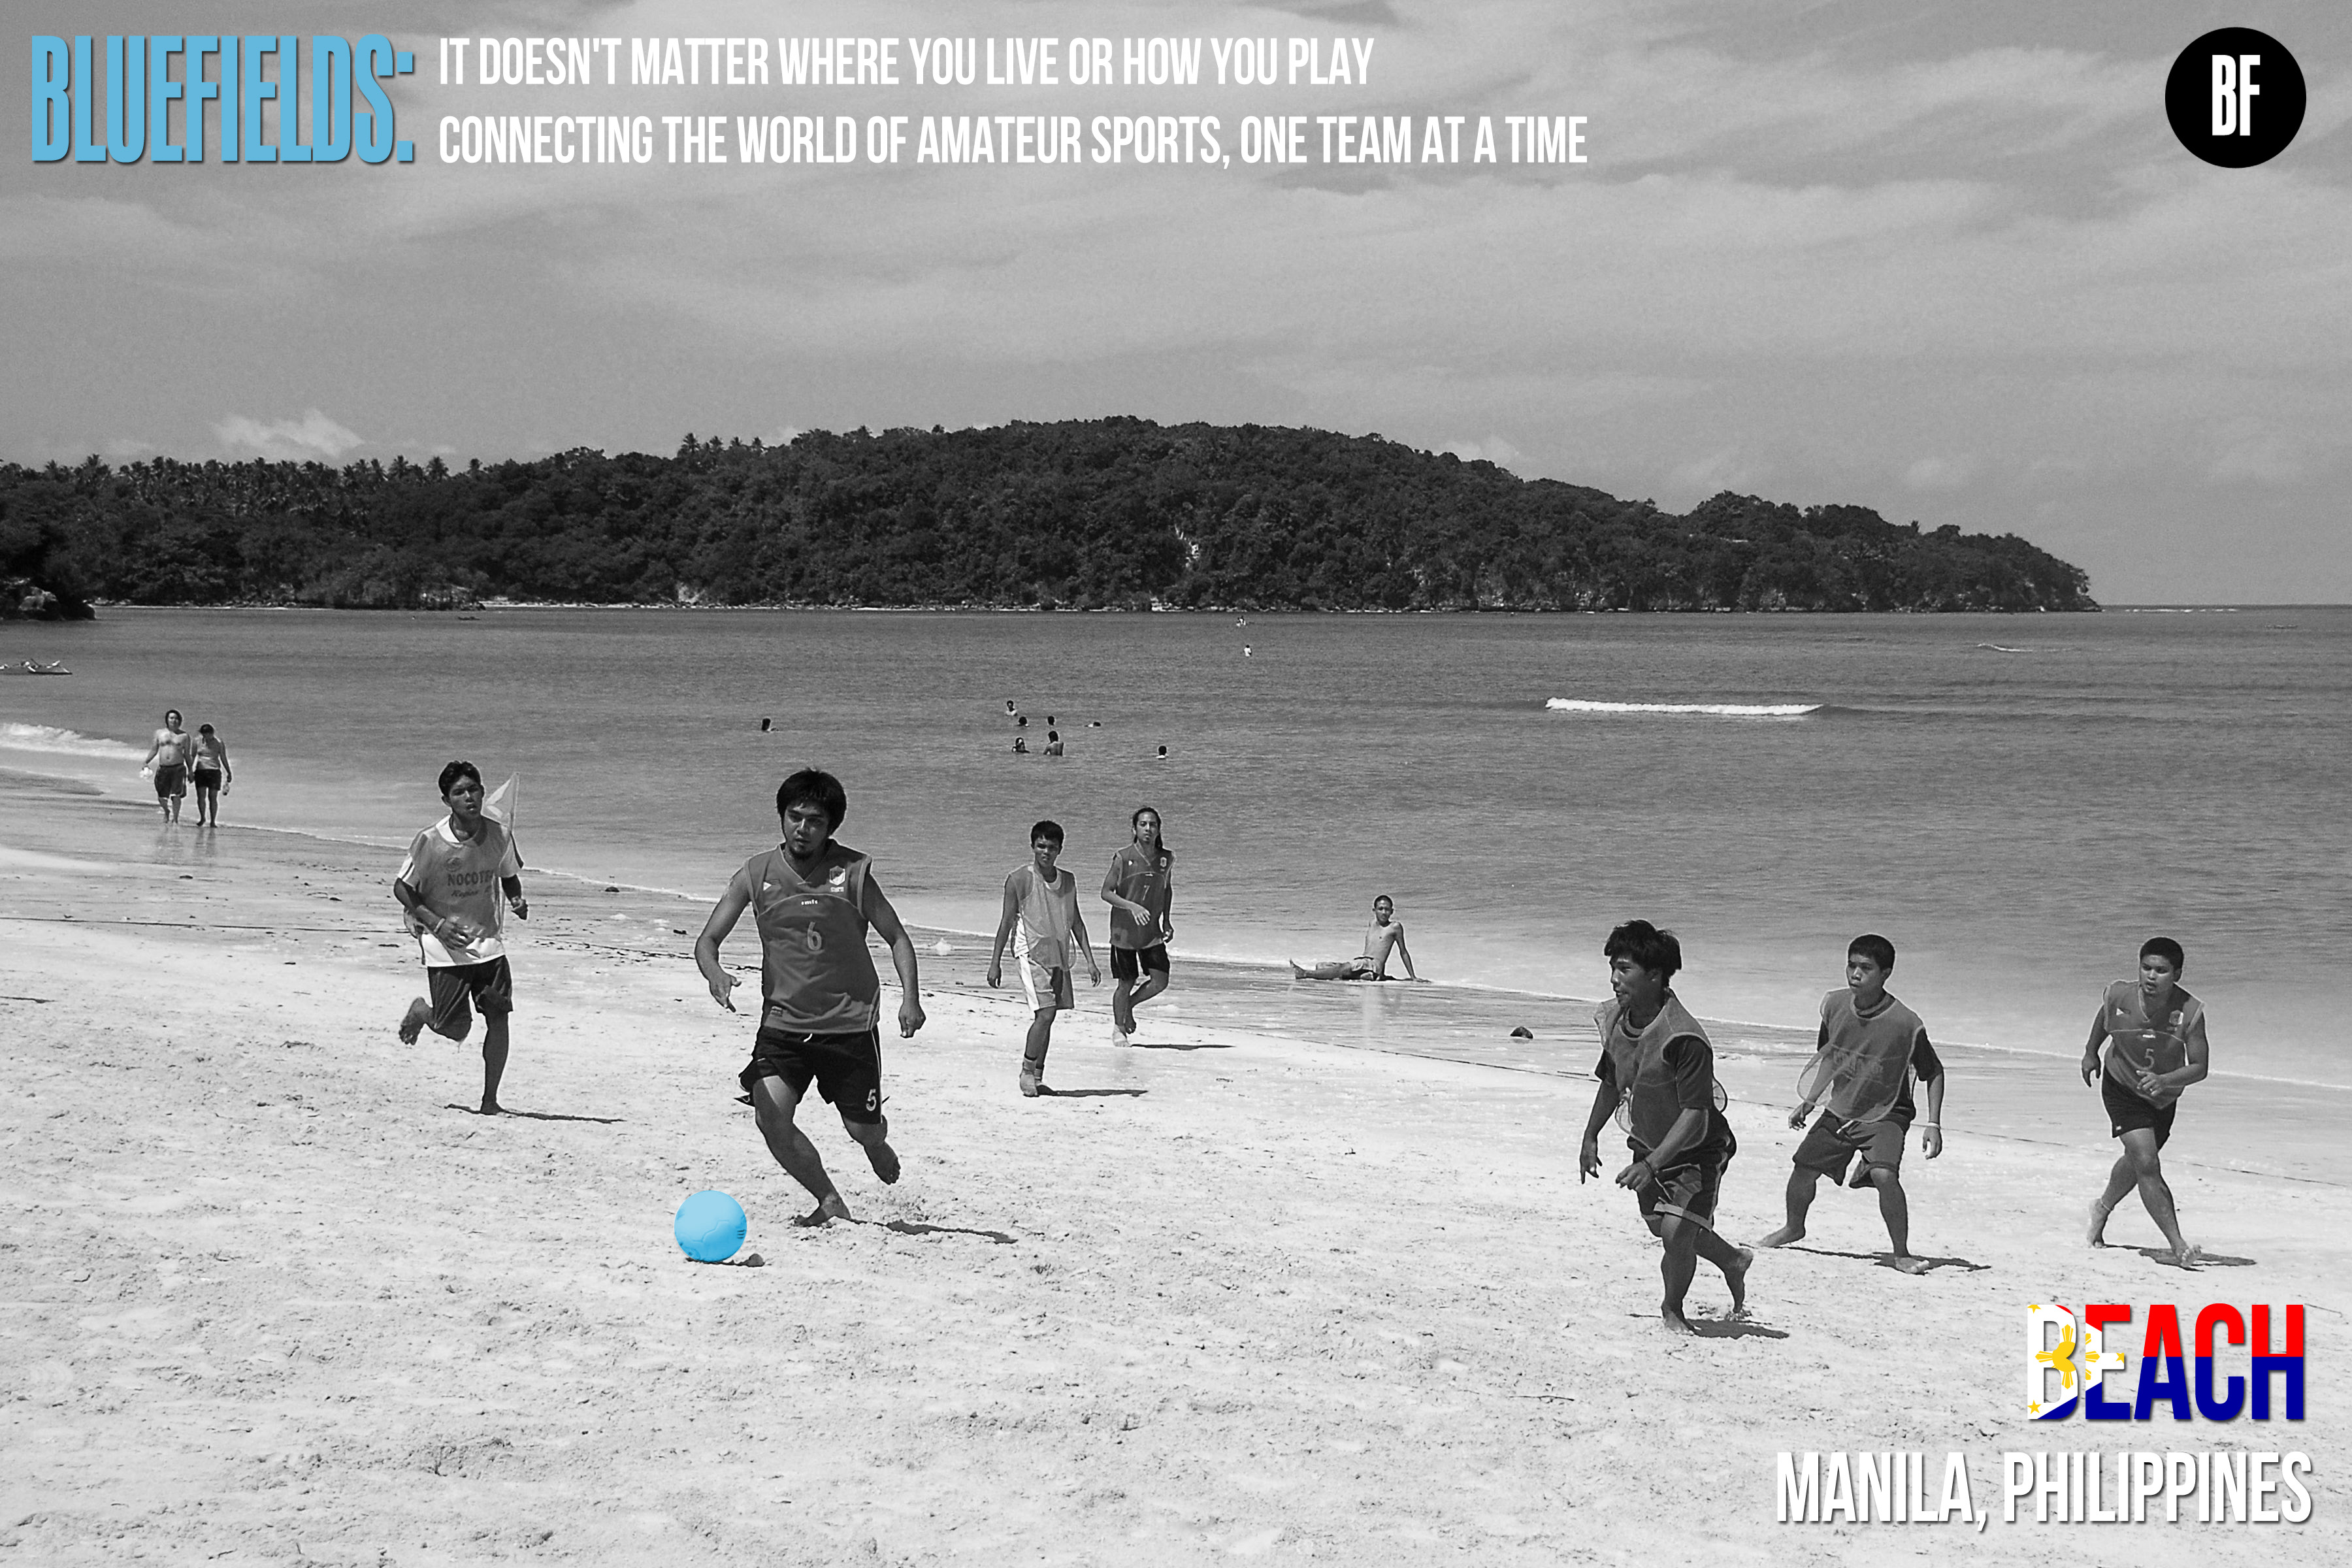 BLUEFIELDS:
IT DOESN'T MATTER WHERE YOU LIVE OR HOW YOU PLAY
CONNECTING THE WORLD OF AMATEUR SPORTS, ONE TEAM AT A TIME
BF
6
7
5
5
BEACH
MANILA, PHILIPPINES